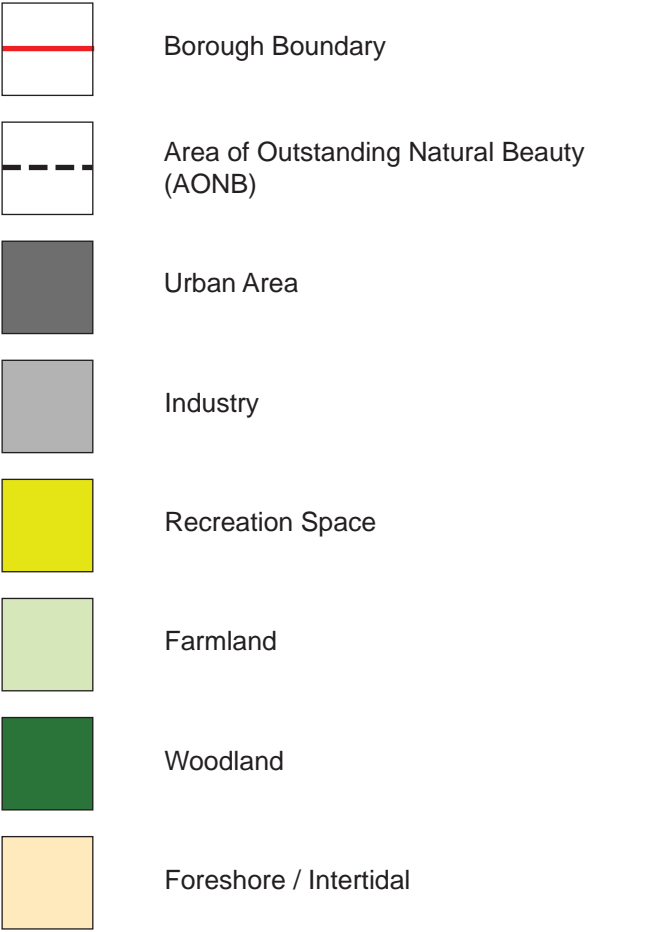 Borough Boundary
Area of Outstanding Natural Beauty
(AONB)
Urban Area
Industry
Recreation Space
Farmland
Woodland
Foreshore / Intertidal